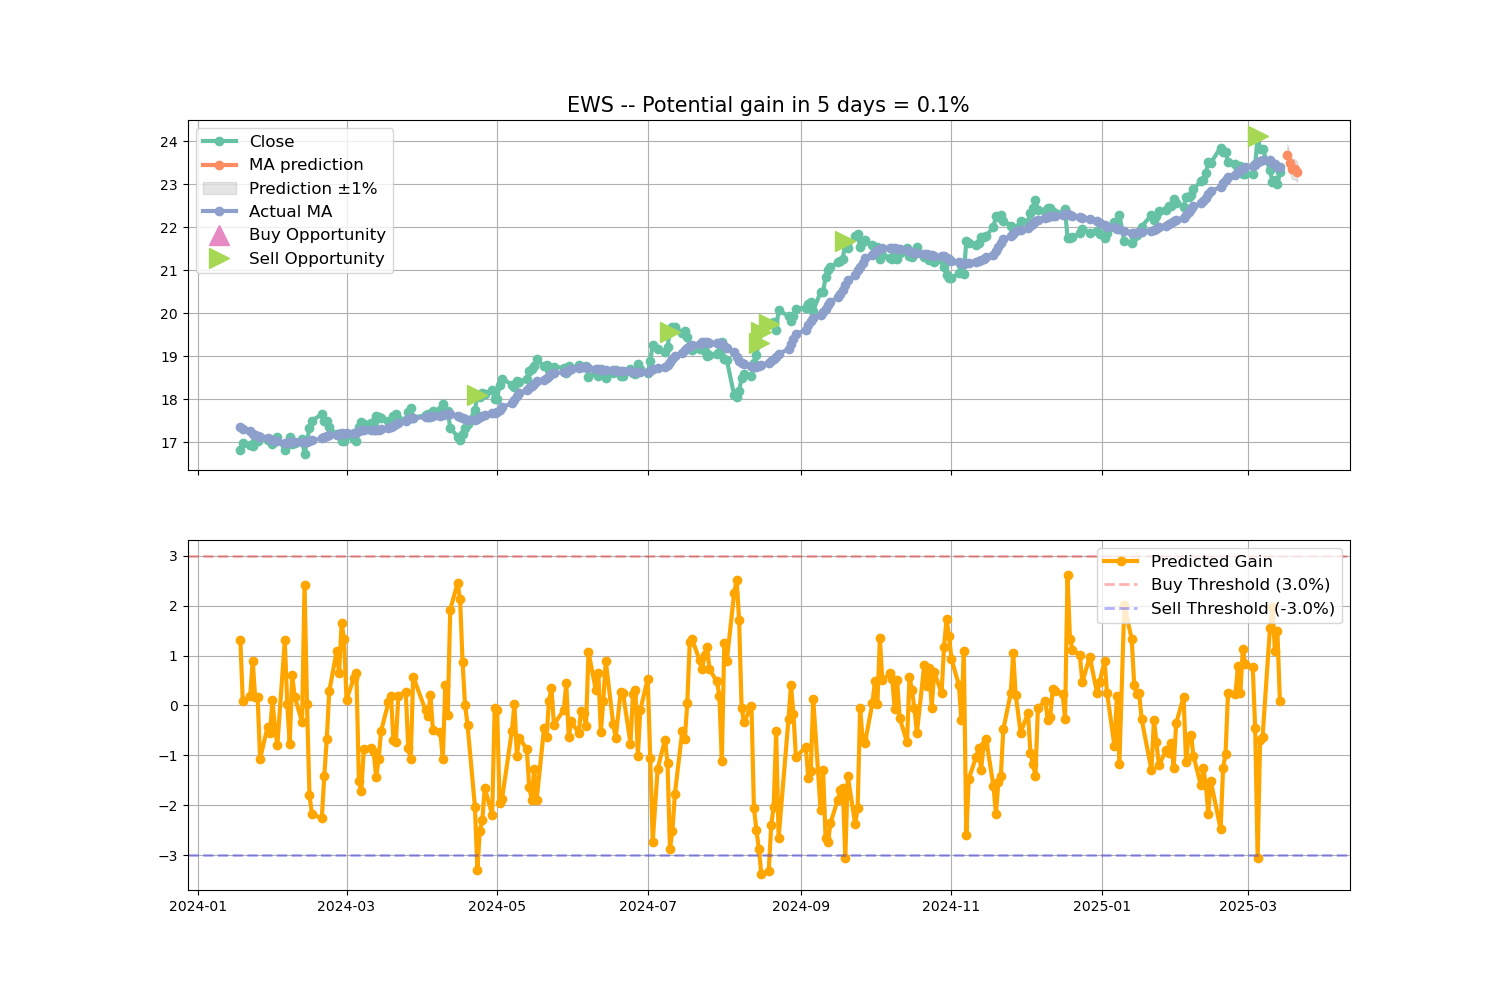 EWS -- Potential gain in 5 days = 0.1%
24
23
22
21
20
19
18
17
Close
MA prediction
Prediction ±1%
Actual MA
Buy Opportunity
Sell Opportunity
3
2
1
0
−1
−2
−3
Predicted Gain
Buy Threshold (3.0%)
Sell Threshold (-3.0%)
2024-01
2024-03
2024-05
2024-07
2024-09
2024-11
2025-01
2025-03